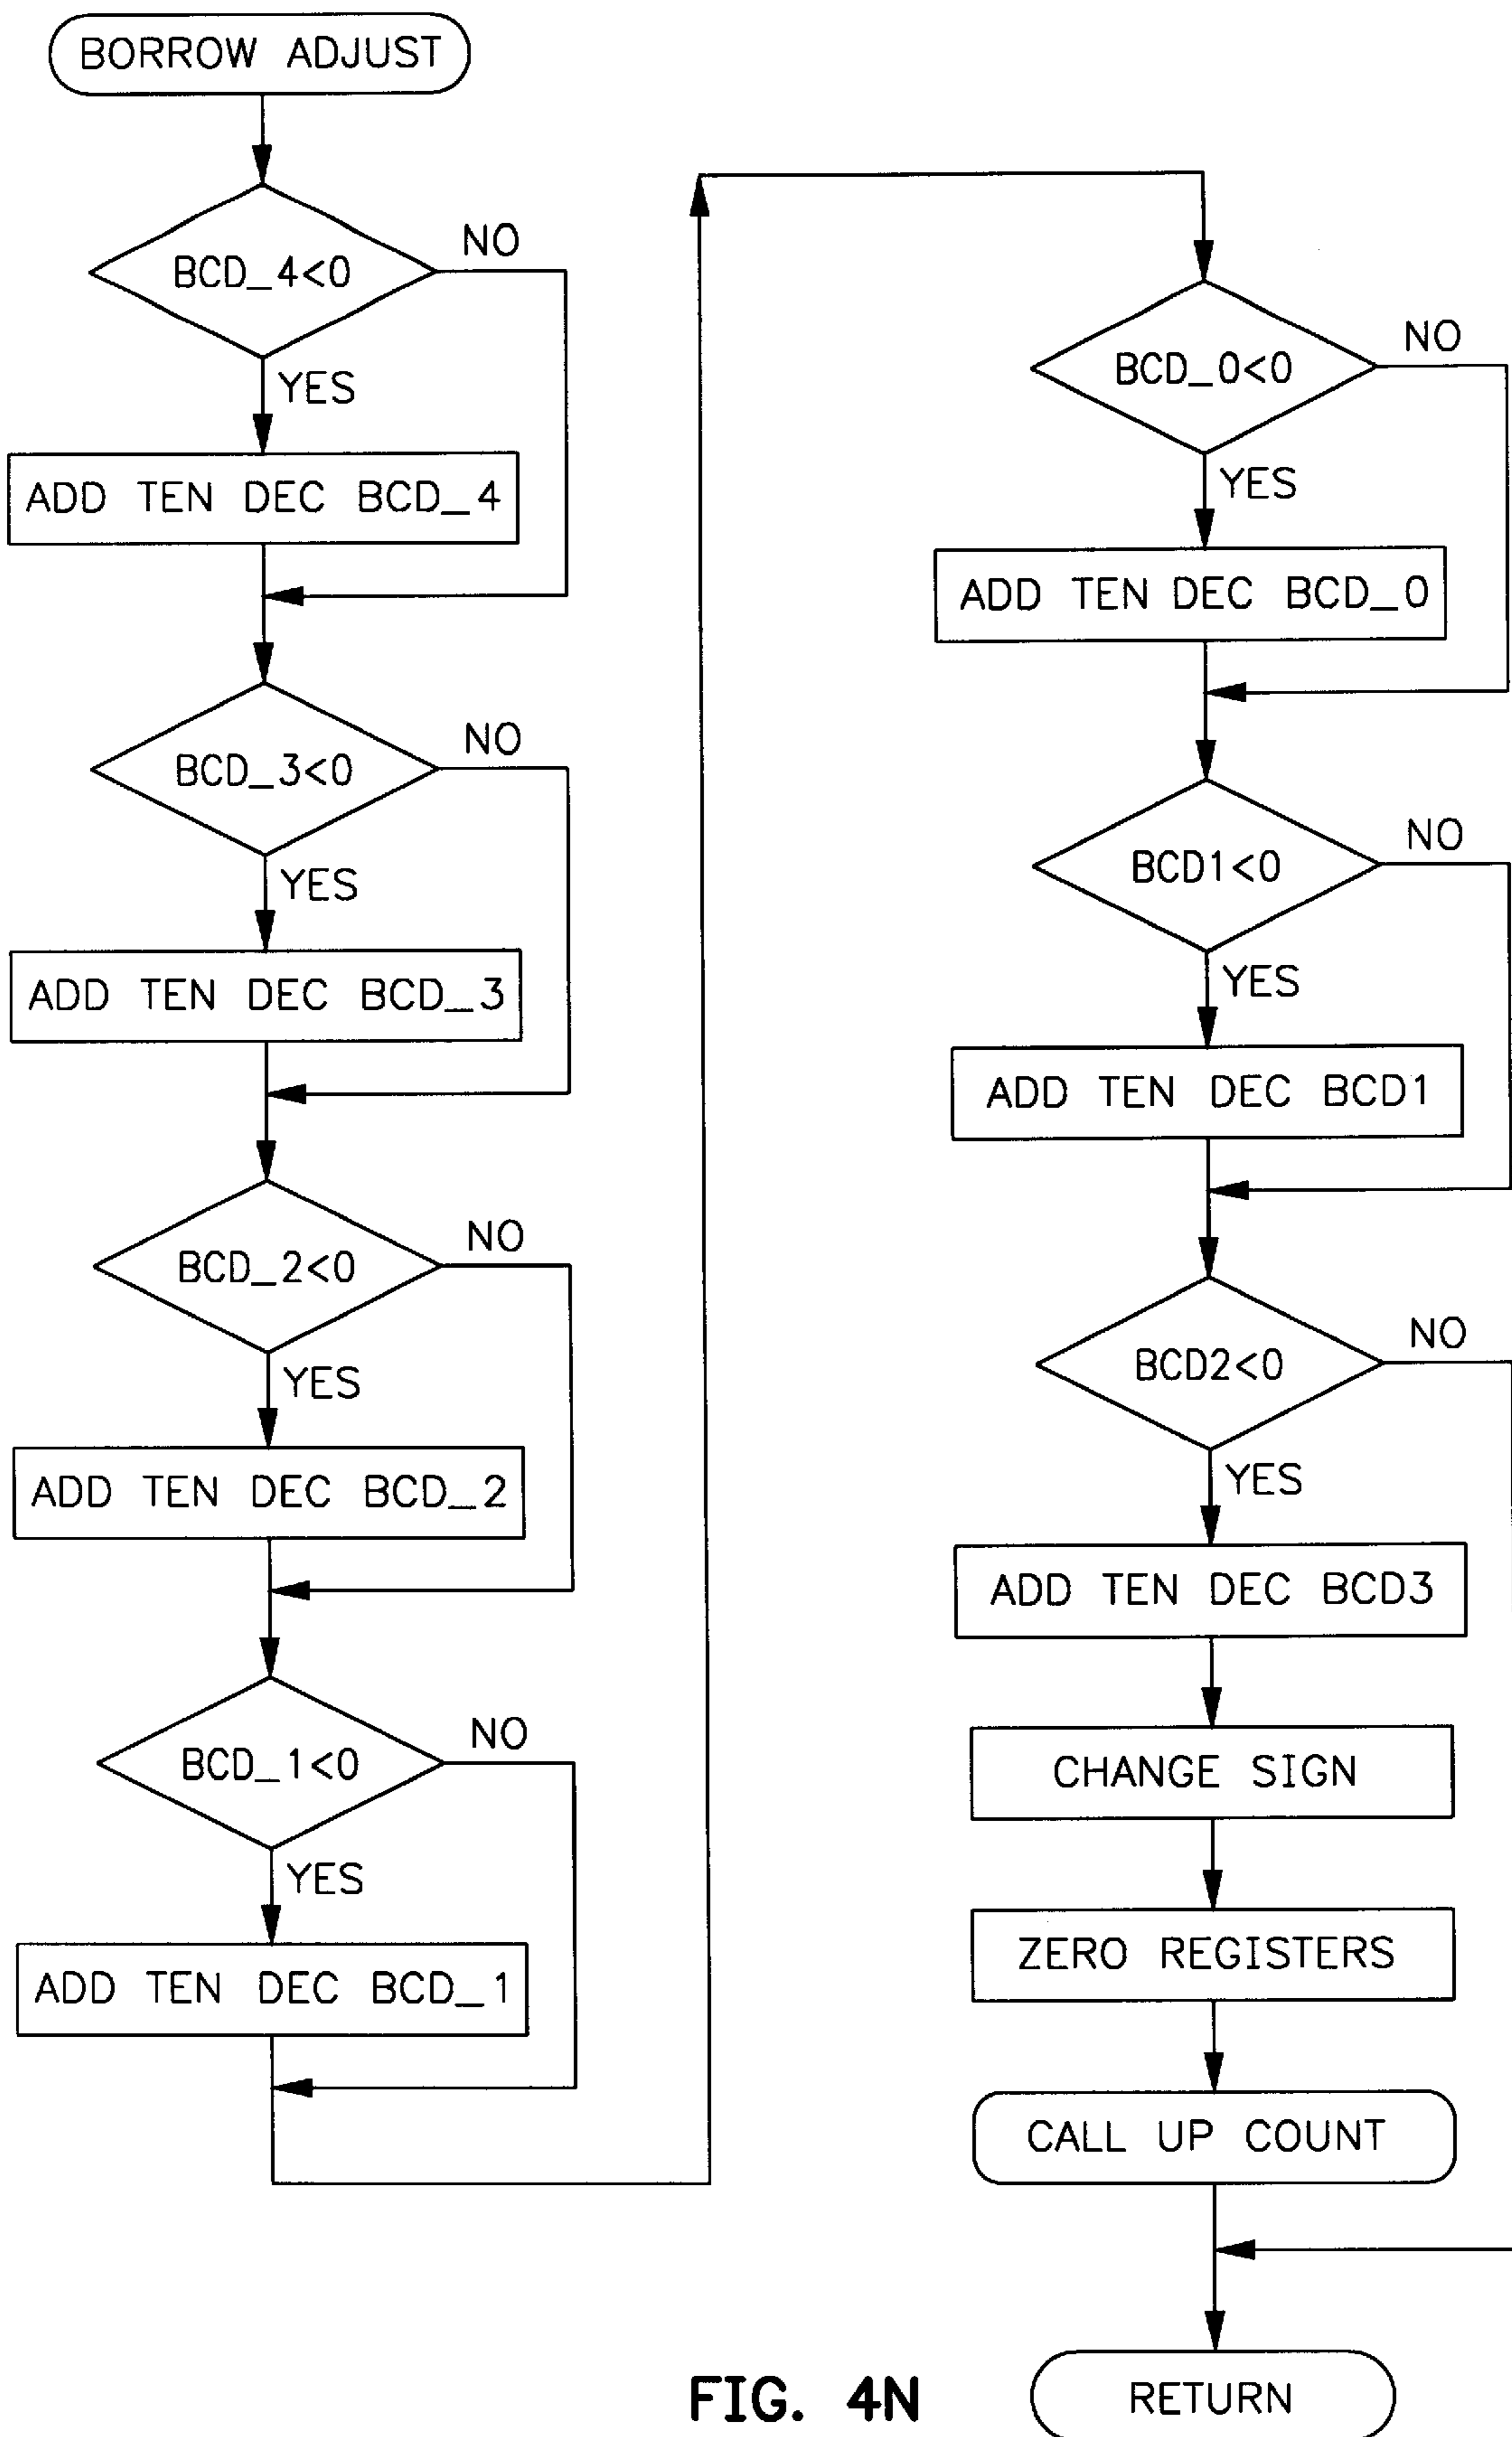 BORROW ADJUST
BCD_4<0
NO
YES
ADD TEN DEC BCD_4
BCD_3<0
NO
YES
ADD TEN DEC BCD_3
BCD_2<0
NO
YES
ADD TEN DEC BCD_2
BCD_1<0
NO
YES
ADD TEN DEC BCD_1
BCD_0<0
NO
YES
ADD TEN DEC BCD_0
BCD1<0
NO
YES
ADD TEN DEC BCD1
BCD2<0
NO
YES
ADD TEN DEC BCD3
CHANGE SIGN
ZERO REGISTERS
CALL UP COUNT
RETURN
FIG. 4N